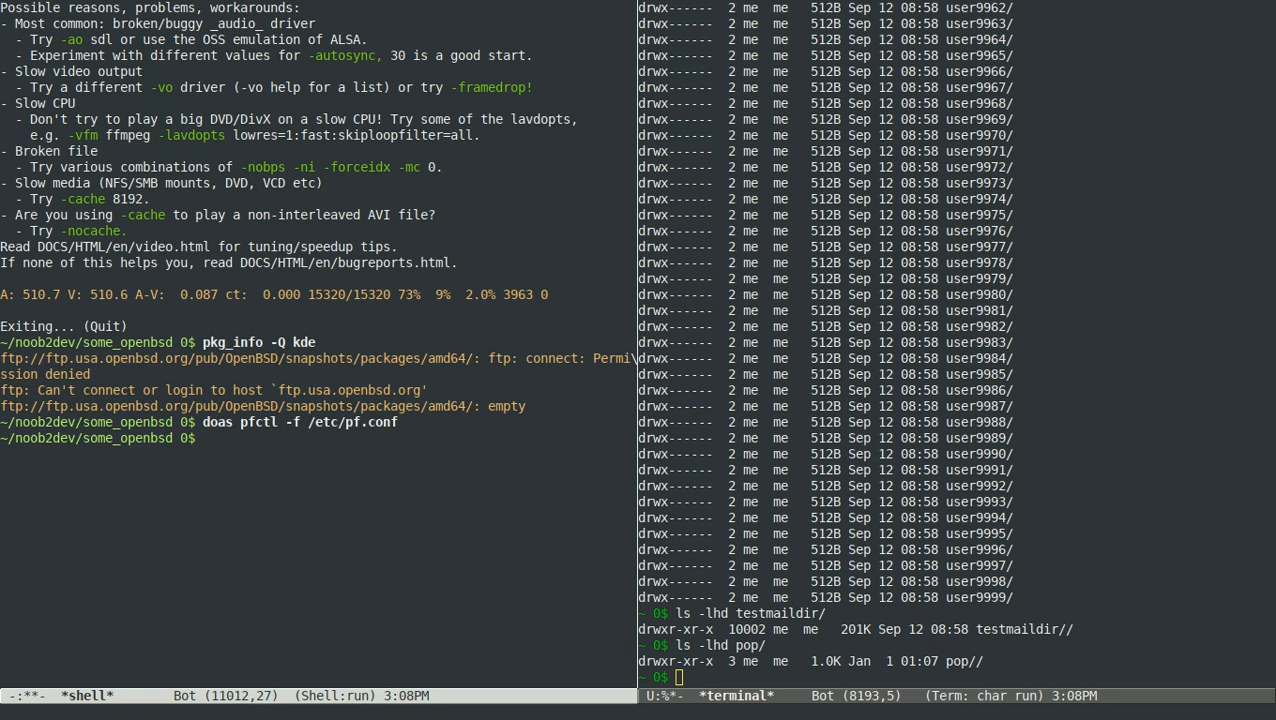 Possible reasons, problems, workarounds:
- Most common: broken/buggy _audio_ driver
  - Try -ao sdl or use the OSS emulation of ALSA.
  - Experiment with different values for -autosync, 30 is a good start.
- Slow video output
  - Try a different -vo driver (-vo help for a list) or try -framedrop!
- Slow CPU
  - Don't try to play a big DVD/DivX on a slow CPU! Try some of the lavdopts,
    e.g. -vfm ffmpeg -lavdopts lowres=1:fast:skiploopfilter=all.
- Broken file
  - Try various combinations of -nobps -ni -forceidx -mc 0.
- Slow media (NFS/SMB mounts, DVD, VCD etc)
  - Try -cache 8192.
- Are you using -cache to play a non-interleaved AVI file?
  - Try -nocache.
Read DOCS/HTML/en/video.html for tuning/speedup tips.
If none of this helps you, read DOCS/HTML/en/bugreports.html.
A: 510.7 V: 510.6 A-V:  0.087 ct:  0.000 15320/15320 73%  9%  2.0% 3963 0
Exiting... (Quit)
~/noob2dev/some_openbsd 0$ pkg_info -Q kde
ftp://ftp.usa.openbsd.org/pub/OpenBSD/snapshots/packages/amd64/: ftp: connect: Permi\
ssion denied
ftp: Can't connect or login to host `ftp.usa.openbsd.org'
ftp://ftp.usa.openbsd.org/pub/OpenBSD/snapshots/packages/amd64/: empty
~/noob2dev/some_openbsd 0$ doas pfctl -f /etc/pf.conf
~/noob2dev/some_openbsd 0$
-:**-  *shell*        Bot (11012,27)  (Shell:run) 3:08PM
drwx------  2 me  me   512B Sep 12 08:58 user9962/
drwx------  2 me  me   512B Sep 12 08:58 user9963/
drwx------  2 me  me   512B Sep 12 08:58 user9964/
drwx------  2 me  me   512B Sep 12 08:58 user9965/
drwx------  2 me  me   512B Sep 12 08:58 user9966/
drwx------  2 me  me   512B Sep 12 08:58 user9967/
drwx------  2 me  me   512B Sep 12 08:58 user9968/
drwx------  2 me  me   512B Sep 12 08:58 user9969/
drwx------  2 me  me   512B Sep 12 08:58 user9970/
drwx------  2 me  me   512B Sep 12 08:58 user9971/
drwx------  2 me  me   512B Sep 12 08:58 user9972/
drwx------  2 me  me   512B Sep 12 08:58 user9973/
drwx------  2 me  me   512B Sep 12 08:58 user9974/
drwx------  2 me  me   512B Sep 12 08:58 user9975/
drwx------  2 me  me   512B Sep 12 08:58 user9976/
drwx------  2 me  me   512B Sep 12 08:58 user9977/
drwx------  2 me  me   512B Sep 12 08:58 user9978/
drwx------  2 me  me   512B Sep 12 08:58 user9979/
drwx------  2 me  me   512B Sep 12 08:58 user9980/
drwx------  2 me  me   512B Sep 12 08:58 user9981/
drwx------  2 me  me   512B Sep 12 08:58 user9982/
drwx------  2 me  me   512B Sep 12 08:58 user9983/
drwx------  2 me  me   512B Sep 12 08:58 user9984/
drwx------  2 me  me   512B Sep 12 08:58 user9985/
drwx------  2 me  me   512B Sep 12 08:58 user9986/
drwx------  2 me  me   512B Sep 12 08:58 user9987/
drwx------  2 me  me   512B Sep 12 08:58 user9988/
drwx------  2 me  me   512B Sep 12 08:58 user9989/
drwx------  2 me  me   512B Sep 12 08:58 user9990/
drwx------  2 me  me   512B Sep 12 08:58 user9991/
drwx------  2 me  me   512B Sep 12 08:58 user9992/
drwx------  2 me  me   512B Sep 12 08:58 user9993/
drwx------  2 me  me   512B Sep 12 08:58 user9994/
drwx------  2 me  me   512B Sep 12 08:58 user9995/
drwx------  2 me  me   512B Sep 12 08:58 user9996/
drwx------  2 me  me   512B Sep 12 08:58 user9997/
drwx------  2 me  me   512B Sep 12 08:58 user9998/
drwx------  2 me  me   512B Sep 12 08:58 user9999/
~ 0$ ls -lhd testmaildir/
drwxr-xr-x  10002 me  me   201K Sep 12 08:58 testmaildir//
~ 0$ ls -lhd pop/
drwxr-xr-x  3 me  me   1.0K Jan  1 01:07 pop//
~ 0$
U:%*-  *terminal*     Bot (8193,5)   (Term: char run) 3:08PM